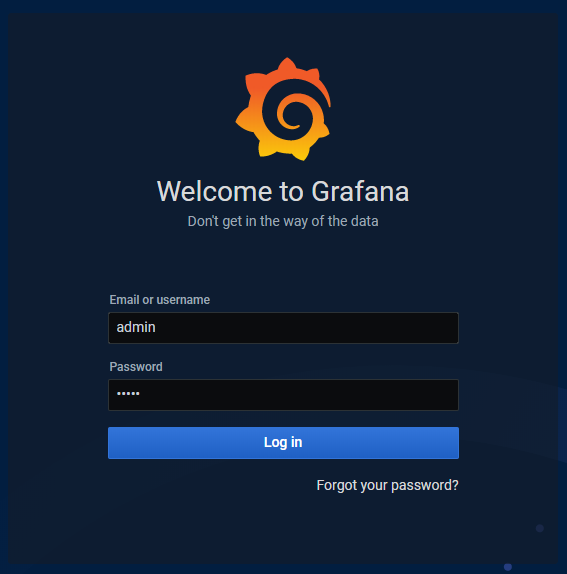 Welcome to Grafana
Don't get in the way of the data
Email or username
admin
Password
•••••
Log in
Forgot your password?